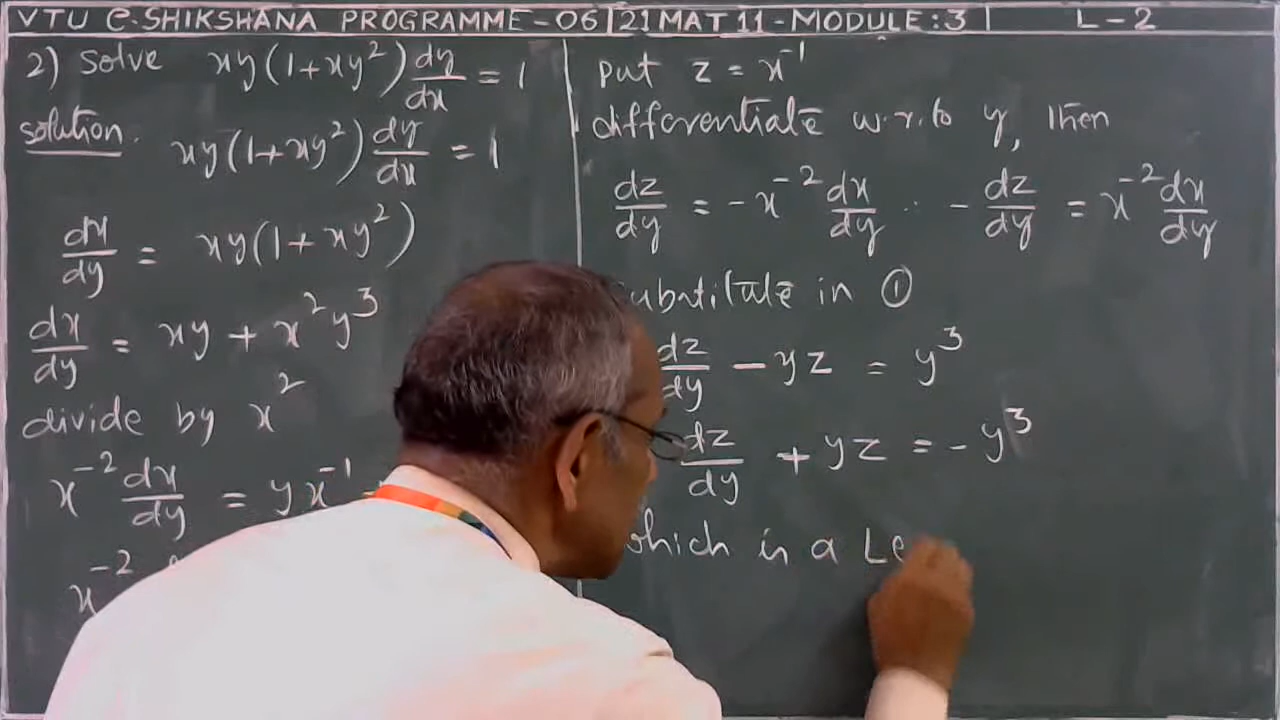 VTU e-SHIKSHANA PROGRAMME-06 | 21MAT11-MODULE:3 | L-2
2) Solve xy(1+xy²) dy/dx = 1
solution. xy(1+xy²) dy/dx = 1
dx/dy = xy(1+xy²)
dx/dy = xy + x²y³
divide by x²
x⁻² dx/dy = yx⁻¹
x⁻²
put z = x⁻¹
differentiate w.r.to y, then
dz/dy = -x⁻² dx/dy ∴ -dz/dy = x⁻² dx/dy
substitute in ①
dz/dy - yz = y³
dz/dy + yz = -y³
which is a Le